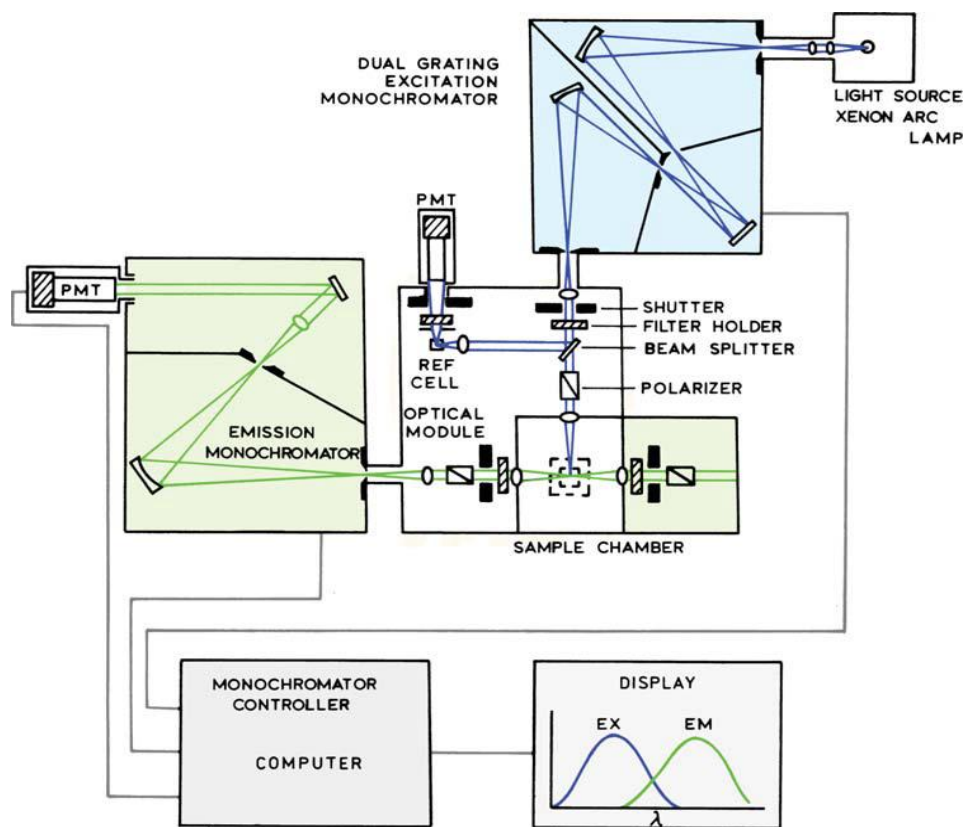 DUAL GRATING
EXCITATION
MONOCHROMATOR
LIGHT SOURCE
XENON ARC
LAMP
PMT
PMT
SHUTTER
FILTER HOLDER
BEAM SPLITTER
REF
CELL
POLARIZER
OPTICAL
MODULE
EMISSION
MONOCHROMATOR
SAMPLE CHAMBER
MONOCHROMATOR
CONTROLLER
COMPUTER
DISPLAY
EX
EM
λ